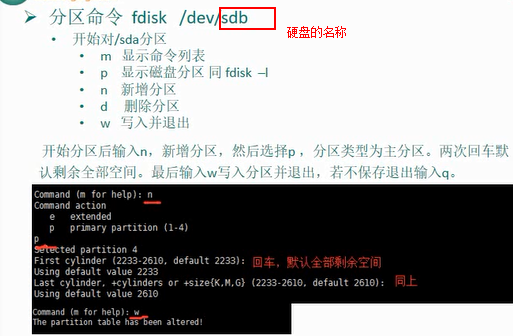 分区命令 fdisk /dev/sdb
硬盘的名称
开始对/sda分区
m 显示命令列表
p 显示磁盘分区 同 fdisk –l
n 新增分区
d 删除分区
w 写入并退出
开始分区后输入n，新增分区，然后选择p ，分区类型为主分区。两次回车默
认剩余全部空间。最后输入w写入分区并退出，若不保存退出输入q。
Command (m for help): n
Command action
e extended
p primary partition (1-4)
p
Selected partition 4
First cylinder (2233-2610, default 2233): 回车，默认全部剩余空间
Using default value 2233
Last cylinder, +cylinders or +size{K,M,G} (2233-2610, default 2610): 同上
Using default value 2610
Command (m for help): w
The partition table has been altered!